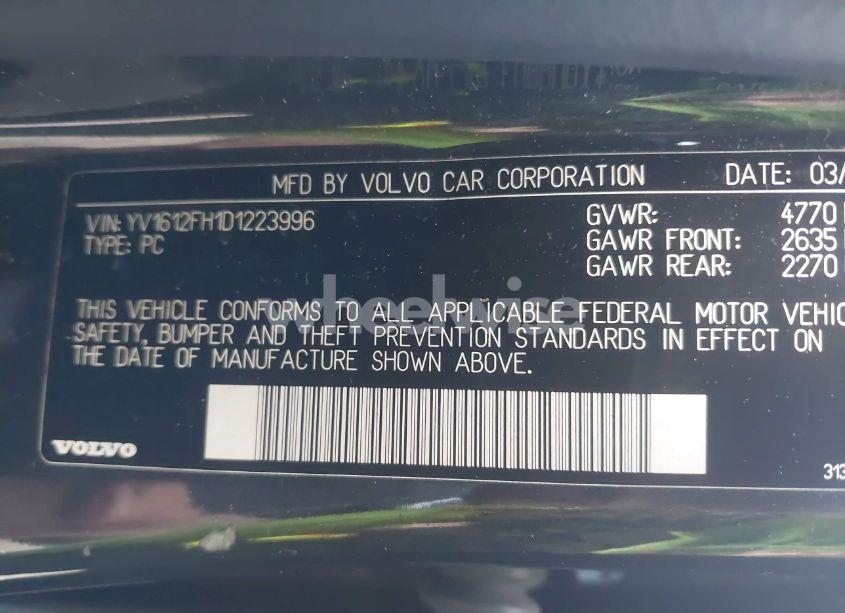 MFD BY VOLVO CAR CORPORATION DATE: 03/
VIN: YV1612FH1D1223996 GVWR: 4770
TYPE: PC GAWR FRONT: 2635
GAWR REAR: 2270
wheelwise
THIS VEHICLE CONFORMS TO ALL APPLICABLE FEDERAL MOTOR VEHIC
SAFETY, BUMPER AND THEFT PREVENTION STANDARDS IN EFFECT ON
THE DATE OF MANUFACTURE SHOWN ABOVE.
VOLVO
313